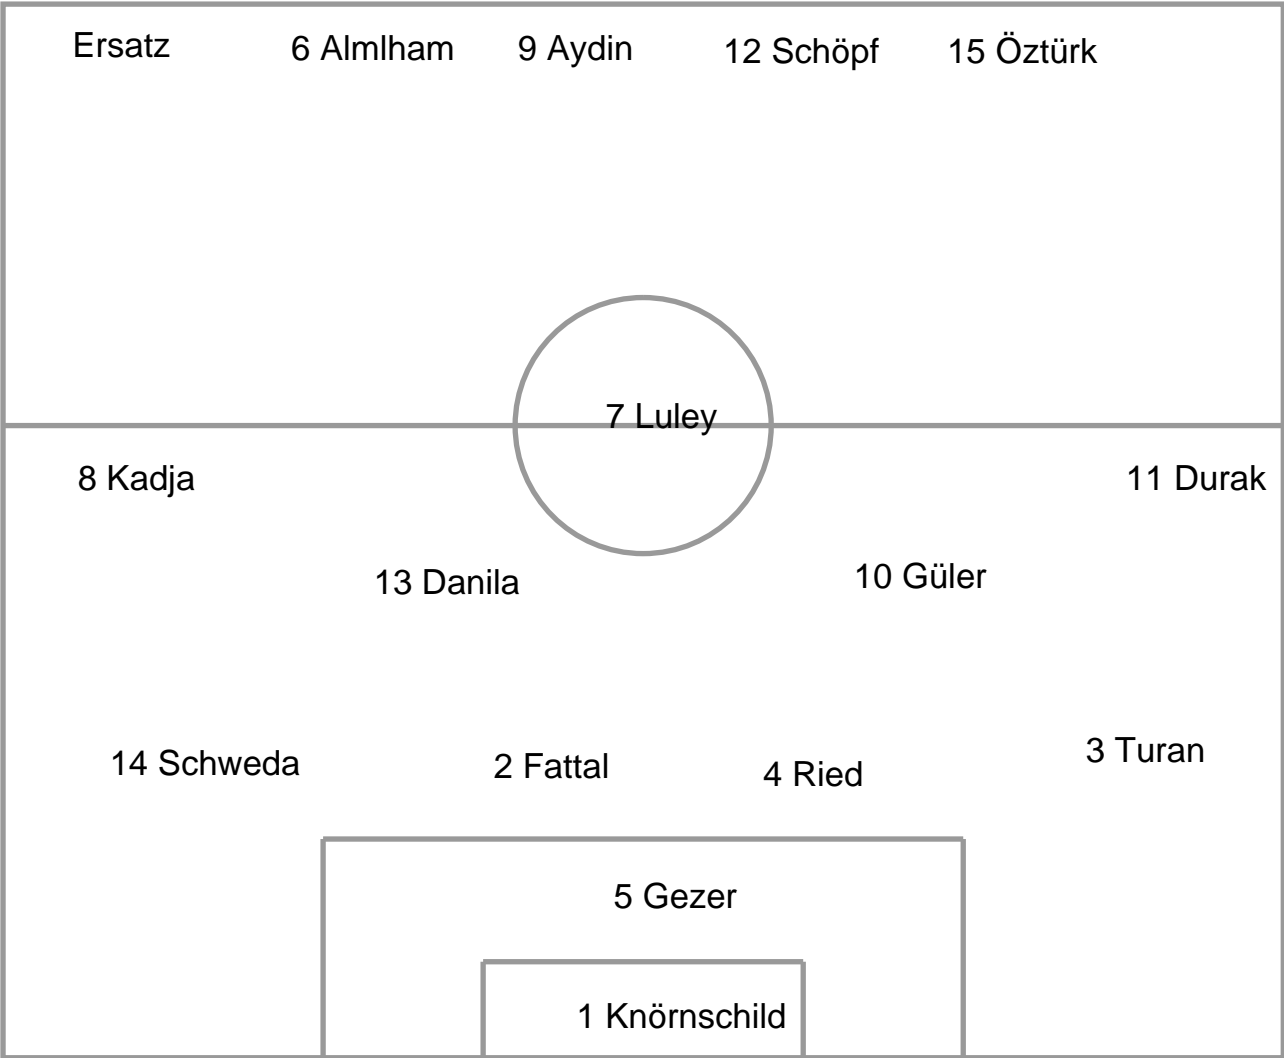 Ersatz 6 Almlham 9 Aydin 12 Schöpf 15 Öztürk
7 Luley
8 Kadja 11 Durak
13 Danila 10 Güler
14 Schweda 2 Fattal 4 Ried 3 Turan
5 Gezer
1 Knörnschild